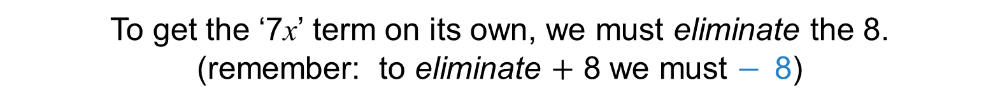 To get the ‘7x’ term on its own, we must eliminate the 8.
(remember:  to eliminate + 8 we must − 8)